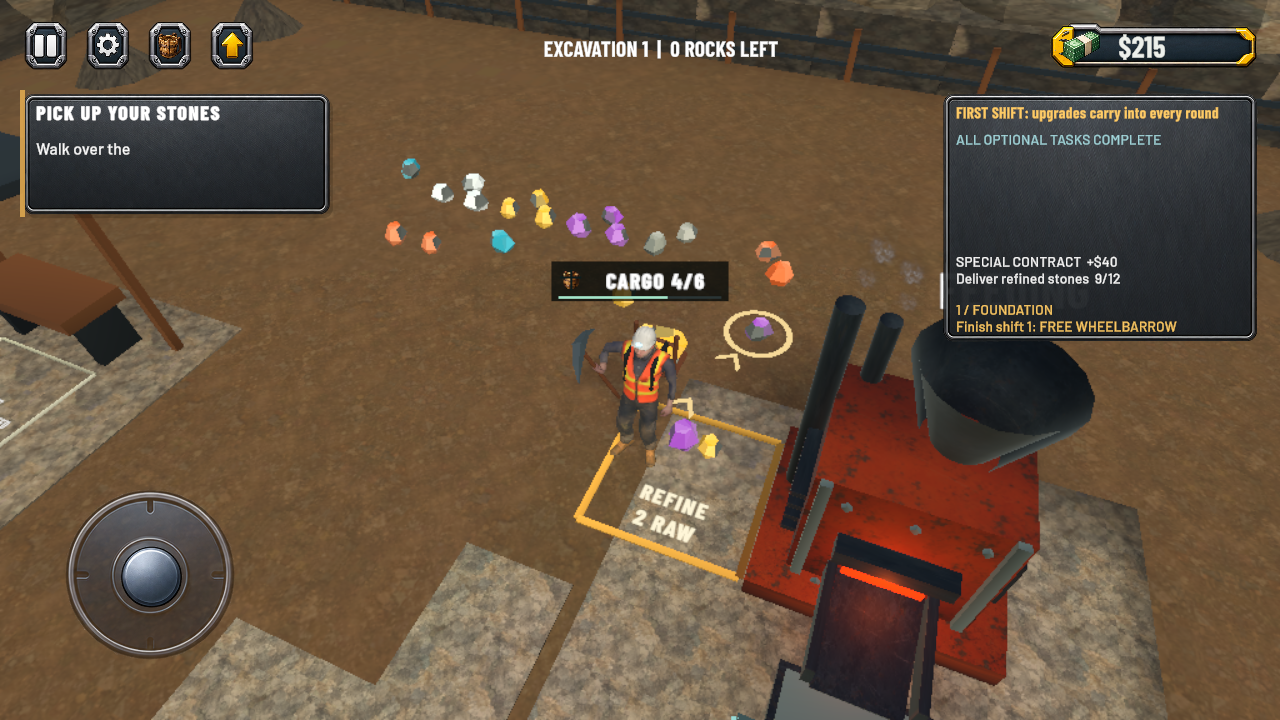 EXCAVATION 1 | 0 ROCKS LEFT
$215
PICK UP YOUR STONES
Walk over the
FIRST SHIFT: upgrades carry into every round
ALL OPTIONAL TASKS COMPLETE
SPECIAL CONTRACT +$40
Deliver refined stones 9/12
1 / FOUNDATION
Finish shift 1: FREE WHEELBARROW
CARGO 4/6
REFINE
2 RAW